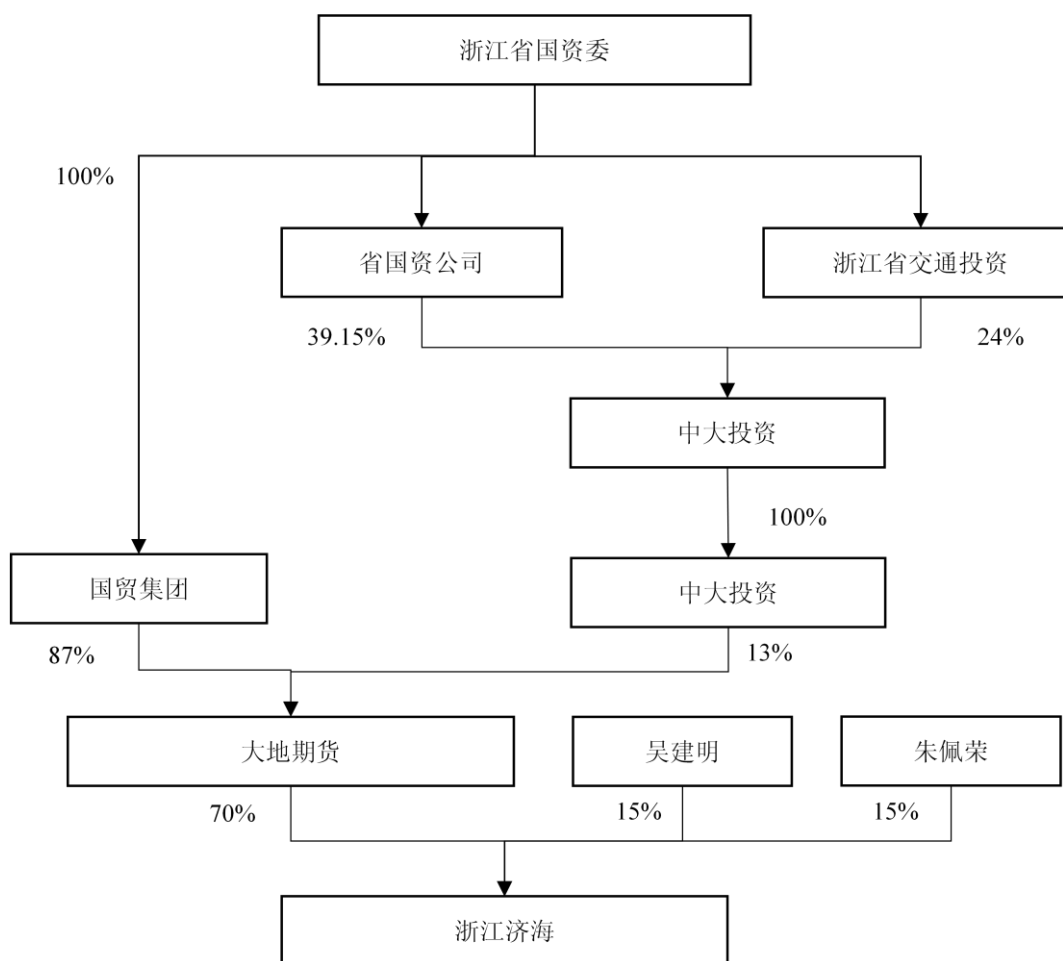 浙江省国资委
100%
省国资公司
浙江省交通投资
39.15%
24%
中大投资
100%
国贸集团
中大投资
87%
13%
大地期货
吴建明
朱佩荣
70%
15%
15%
浙江济海